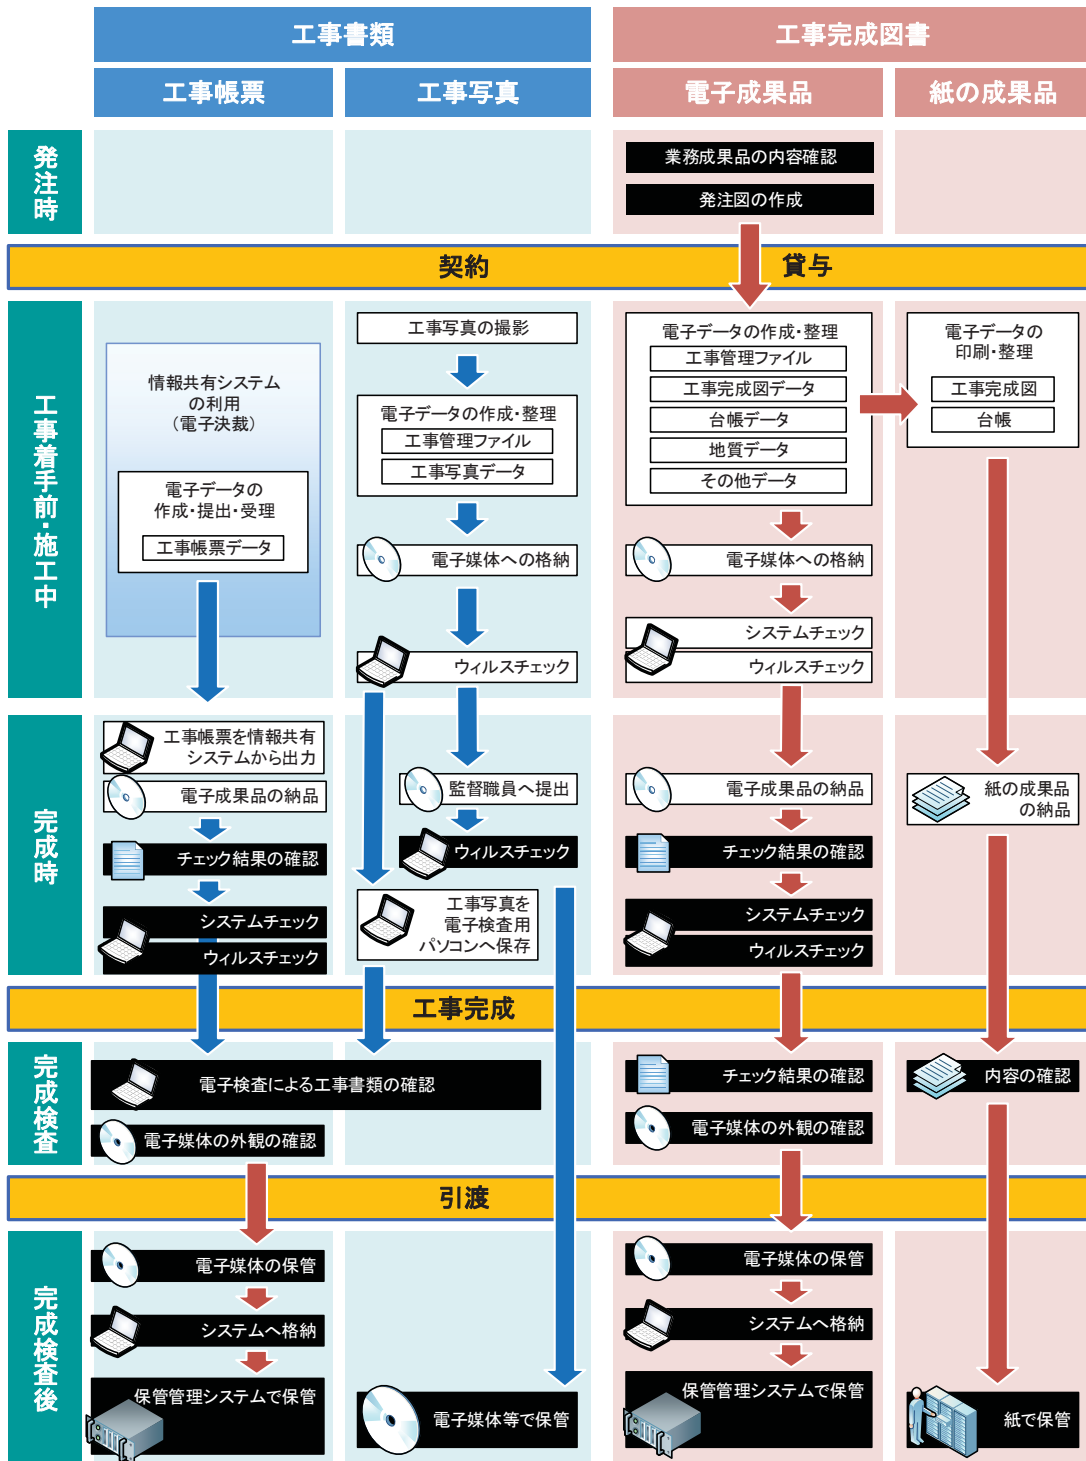 工事書類
工事完成図書
工事帳票
工事写真
電子成果品
紙の成果品
発注時
業務成果品の内容確認
発注図の作成
契約
貸与
工事着手前・施工中
情報共有システム
の利用
（電子決裁）
電子データの
作成・提出・受理
工事帳票データ
工事写真の撮影
電子データの作成・整理
工事管理ファイル
工事写真データ
電子媒体への格納
ウィルスチェック
電子データの作成・整理
工事管理ファイル
工事完成図データ
台帳データ
地質データ
その他データ
電子媒体への格納
システムチェック
ウィルスチェック
電子データの
印刷・整理
工事完成図
台帳
完成時
工事帳票を情報共有
システムから出力
電子成果品の納品
チェック結果の確認
システムチェック
ウィルスチェック
監督職員へ提出
ウィルスチェック
工事写真を
電子検査用
パソコンへ保存
電子成果品の納品
チェック結果の確認
システムチェック
ウィルスチェック
紙の成果品
の納品
工事完成
完成検査
電子検査による工事書類の確認
電子媒体の外観の確認
チェック結果の確認
電子媒体の外観の確認
内容の確認
引渡
完成検査後
電子媒体の保管
システムへ格納
保管管理システムで保管
電子媒体等で保管
電子媒体の保管
システムへ格納
保管管理システムで保管
紙で保管